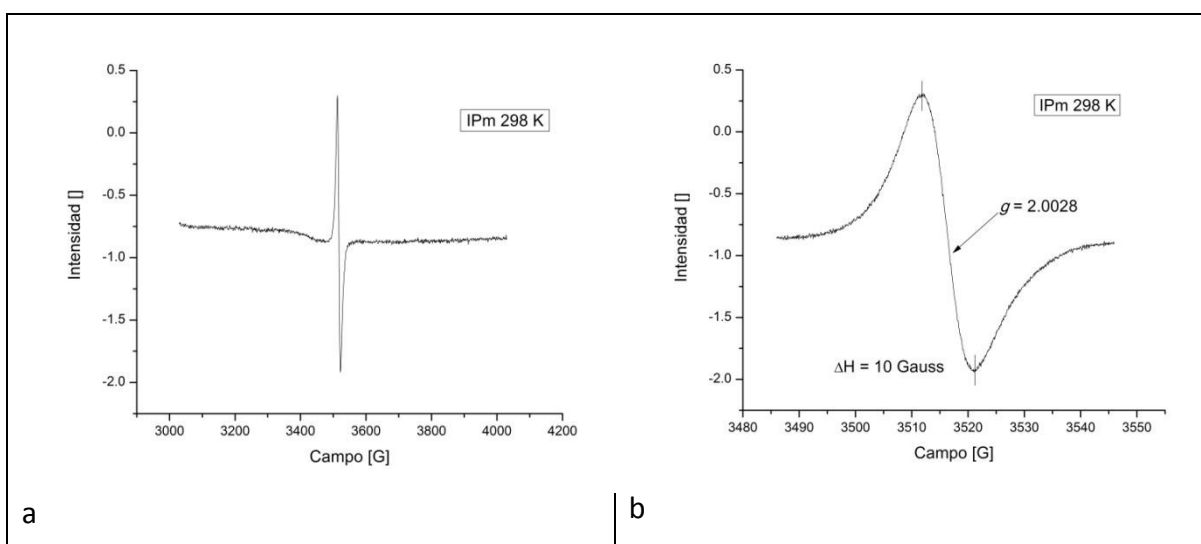 0.5
0.0
-0.5
-1.0
-1.5
-2.0
Intensidad []
IPm 298 K
3000 3200 3400 3600 3800 4000 4200
Campo [G]
a
0.5
0.0
-0.5
-1.0
-1.5
-2.0
Intensidad []
IPm 298 K
g = 2.0028
ΔH = 10 Gauss
3480 3490 3500 3510 3520 3530 3540 3550
Campo [G]
b